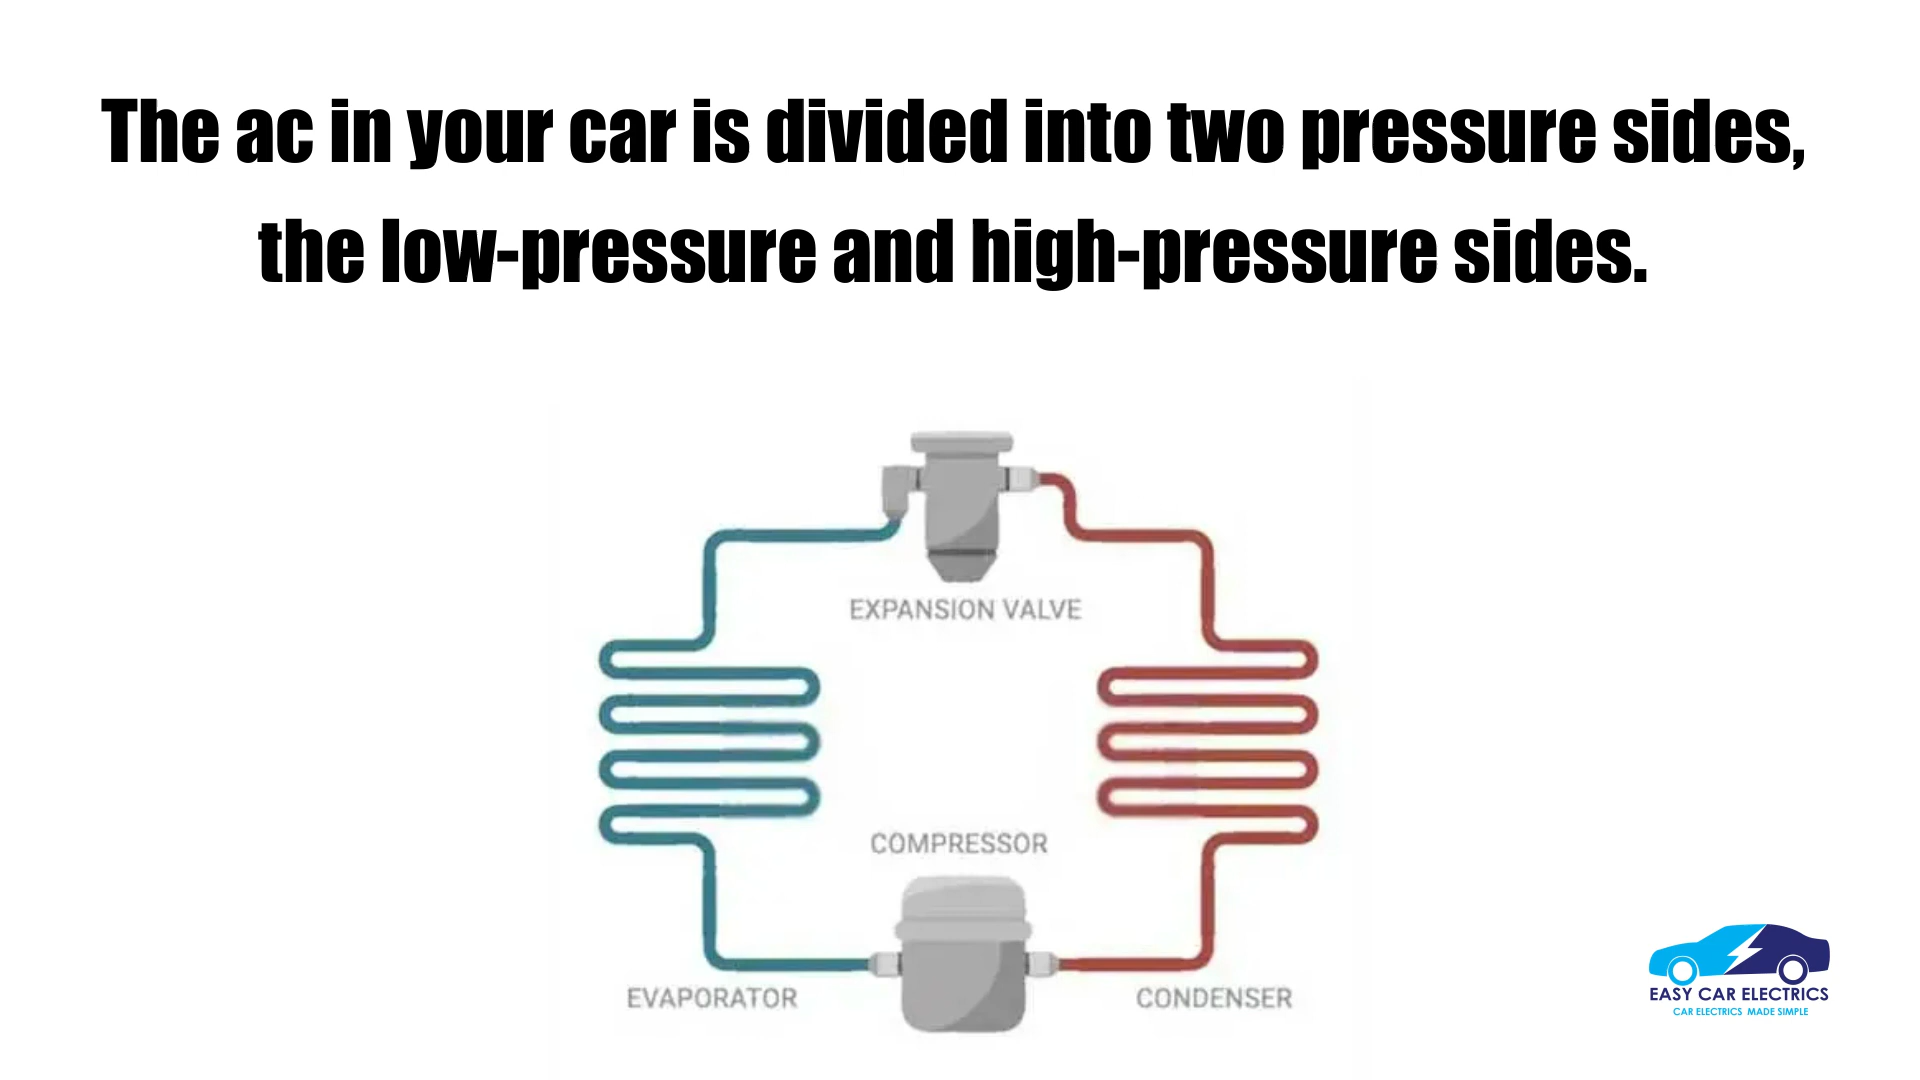 The ac in your car is divided into two pressure sides,
the low-pressure and high-pressure sides.
EXPANSION VALVE
COMPRESSOR
EVAPORATOR
CONDENSER
EASY CAR ELECTRICS
CAR ELECTRICS MADE SIMPLE